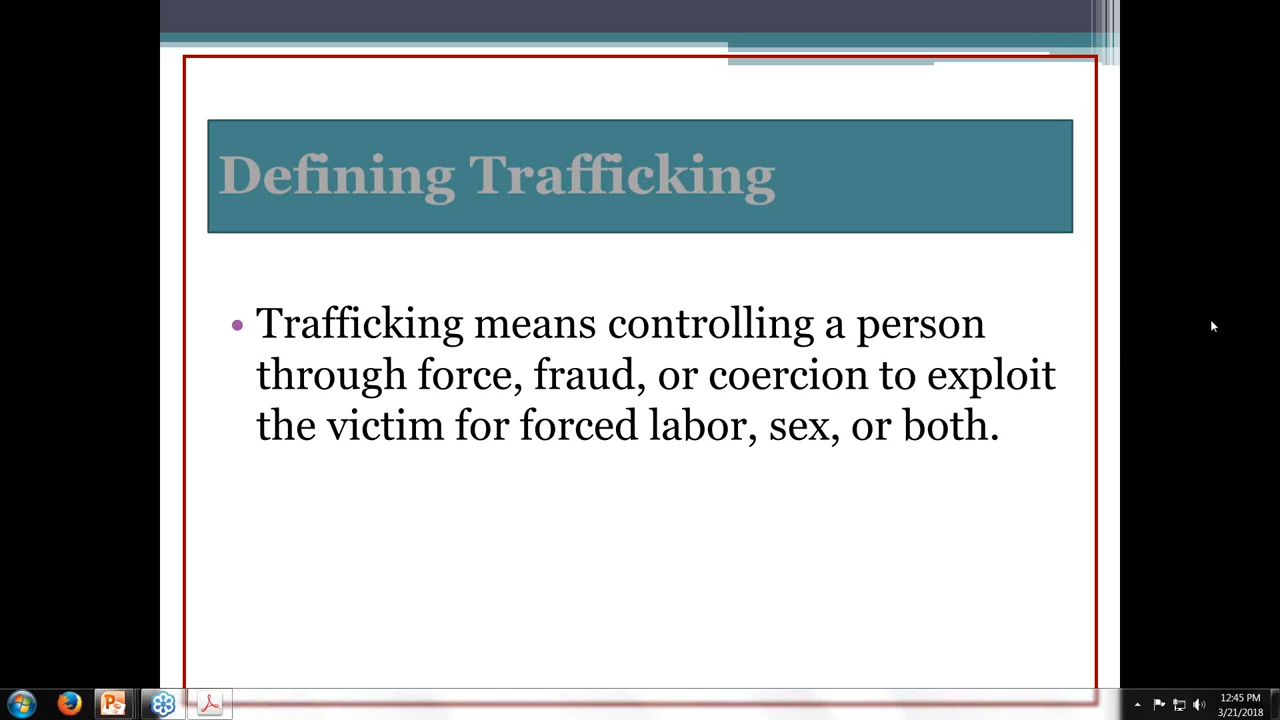 Defining Trafficking
• Trafficking means controlling a person
through force, fraud, or coercion to exploit
the victim for forced labor, sex, or both.
12:45 PM
3/21/2018